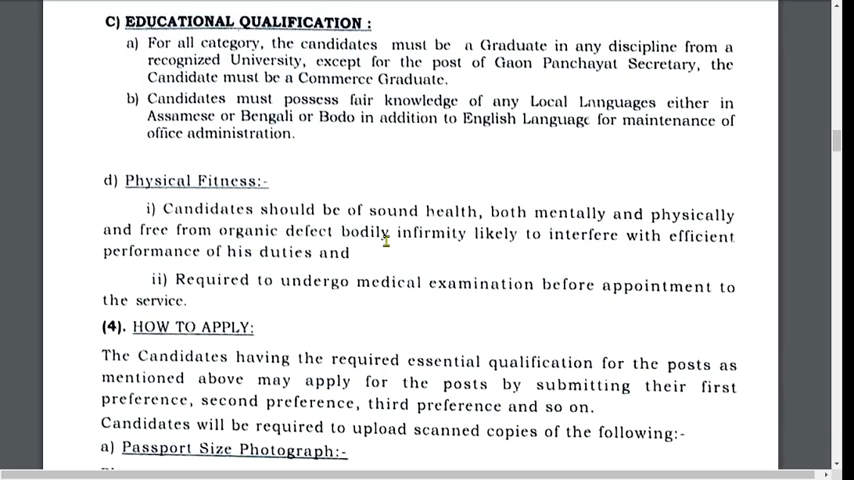 C) EDUCATIONAL QUALIFICATION :
a) For all category, the candidates must be a Graduate in any discipline from a
recognized University, except for the post of Gaon Panchayat Secretary, the
Candidate must be a Commerce Graduate.
b) Candidates must possess fair knowledge of any Local Languages either in
Assamese or Bengali or Bodo in addition to English Language for maintenance of
office administration.
d) Physical Fitness:-
i) Candidates should be of sound health, both mentally and physically
and free from organic defect bodily infirmity likely to interfere with efficient
performance of his duties and
ii) Required to undergo medical examination before appointment to
the service.
(4). HOW TO APPLY:
The Candidates having the required essential qualification for the posts as
mentioned above may apply for the posts by submitting their first
preference, second preference, third preference and so on.
Candidates will be required to upload scanned copies of the following:-
a) Passport Size Photograph:-